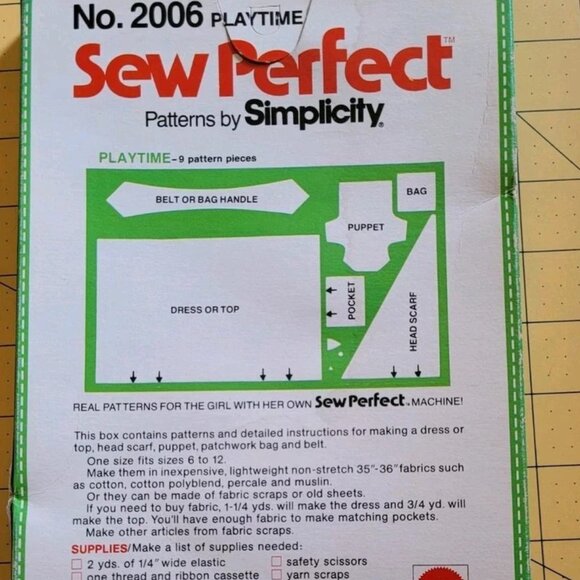 No. 2006 PLAYTIME
Sew Perfect™
Patterns by Simplicity®
PLAYTIME–9 pattern pieces
BELT OR BAG HANDLE
BAG
PUPPET
DRESS OR TOP
POCKET
HEAD SCARF
REAL PATTERNS FOR THE GIRL WITH HER OWN Sew Perfect™ MACHINE!
This box contains patterns and detailed instructions for making a dress or
top, head scarf, puppet, patchwork bag and belt.
One size fits sizes 6 to 12.
Make them in inexpensive, lightweight non-stretch 35"-36" fabrics such
as cotton, cotton polyblend, percale and muslin.
Or they can be made of fabric scraps or old sheets.
If you need to buy fabric, 1-1/4 yds. will make the dress and 3/4 yd. will
make the top. You'll have enough fabric to make matching pockets.
Make other articles from fabric scraps.
SUPPLIES/Make a list of supplies needed:
2 yds. of 1/4" wide elastic
safety scissors
one thread and ribbon cassette
yarn scraps